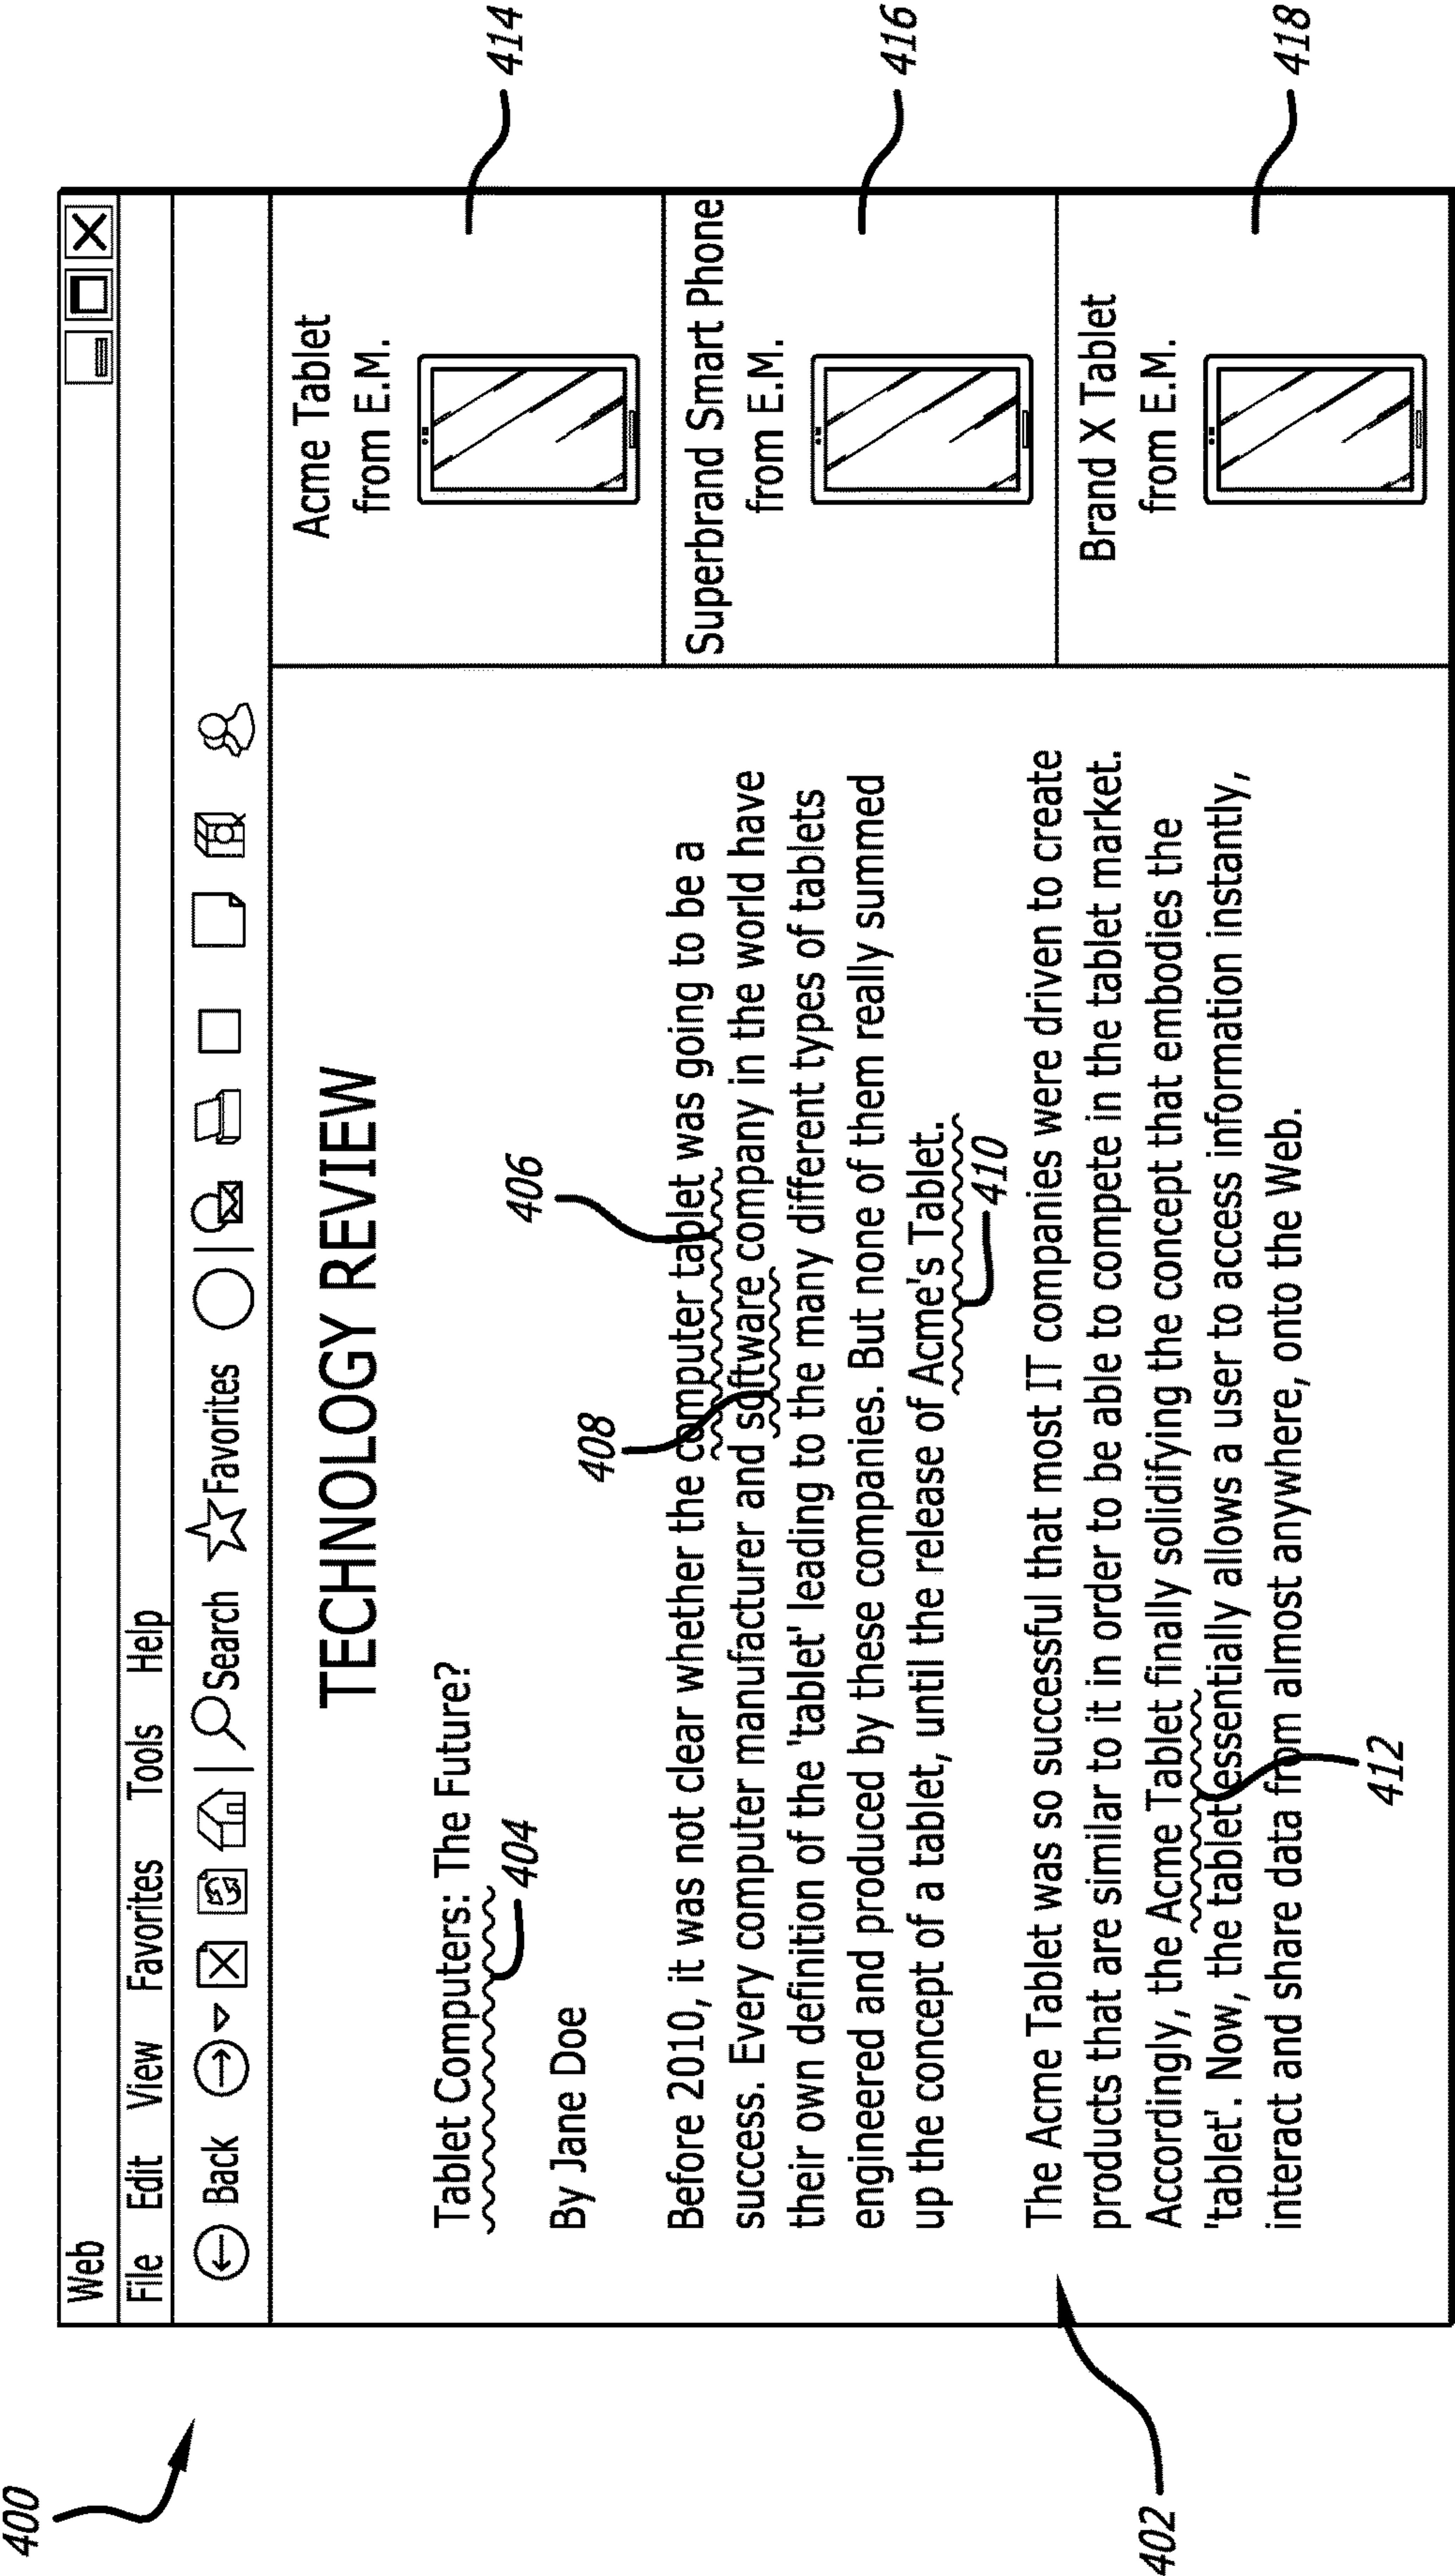 400
Web
File Edit View Favorites Tools Help
Back Search Favorites
TECHNOLOGY REVIEW
Tablet Computers: The Future?
404
By Jane Doe
406
408
Before 2010, it was not clear whether the computer tablet was going to be a
success. Every computer manufacturer and software company in the world have
their own definition of the 'tablet' leading to the many different types of tablets
engineered and produced by these companies. But none of them really summed
up the concept of a tablet, until the release of Acme's Tablet.
410
402
The Acme Tablet was so successful that most IT companies were driven to create
products that are similar to it in order to be able to compete in the tablet market.
Accordingly, the Acme Tablet finally solidifying the concept that embodies the
'tablet'. Now, the tablet essentially allows a user to access information instantly,
interact and share data from almost anywhere, onto the Web.
412
Acme Tablet
from E.M.
414
Superbrand Smart Phone
from E.M.
416
Brand X Tablet
from E.M.
418